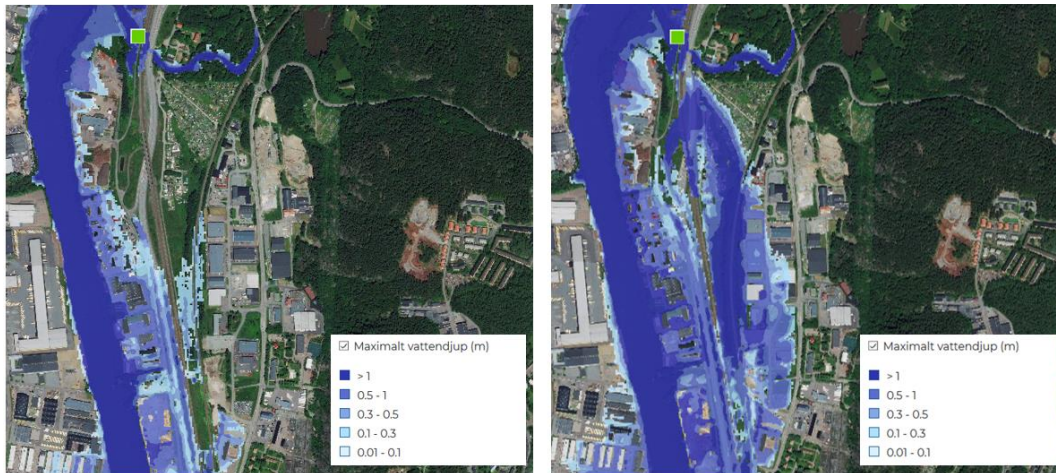 Maximalt vattendjup (m)
> 1
0.5 - 1
0.3 - 0.5
0.1 - 0.3
0.01 - 0.1
Maximalt vattendjup (m)
> 1
0.5 - 1
0.3 - 0.5
0.1 - 0.3
0.01 - 0.1